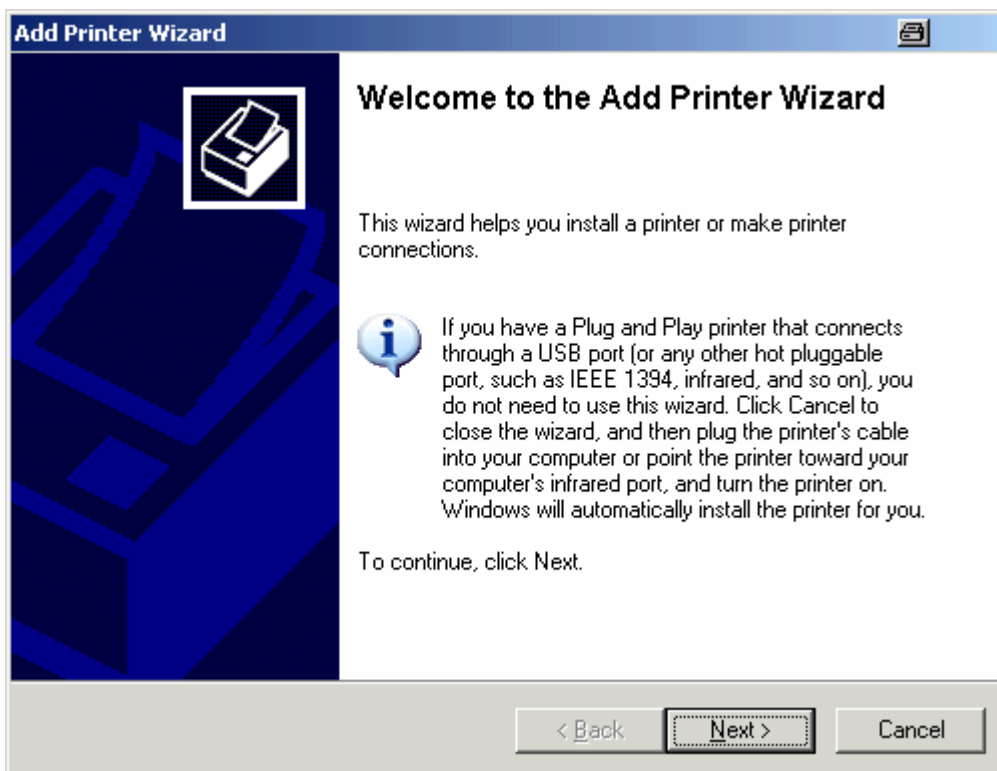 Add Printer Wizard
Welcome to the Add Printer Wizard
This wizard helps you install a printer or make printer
connections.
If you have a Plug and Play printer that connects
through a USB port (or any other hot pluggable
port, such as IEEE 1394, infrared, and so on), you
do not need to use this wizard. Click Cancel to
close the wizard, and then plug the printer's cable
into your computer or point the printer toward your
computer's infrared port, and turn the printer on.
Windows will automatically install the printer for you.
To continue, click Next.
< Back
Next >
Cancel